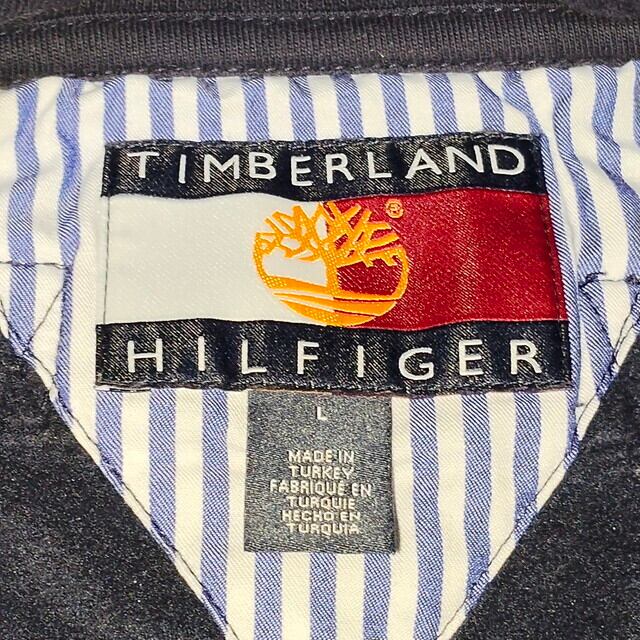 TIMBERLAND
®
HILFIGER
L
MADE IN
TURKEY
FABRIQUE EN
TURQUIE
HECHO EN
TURQUIA